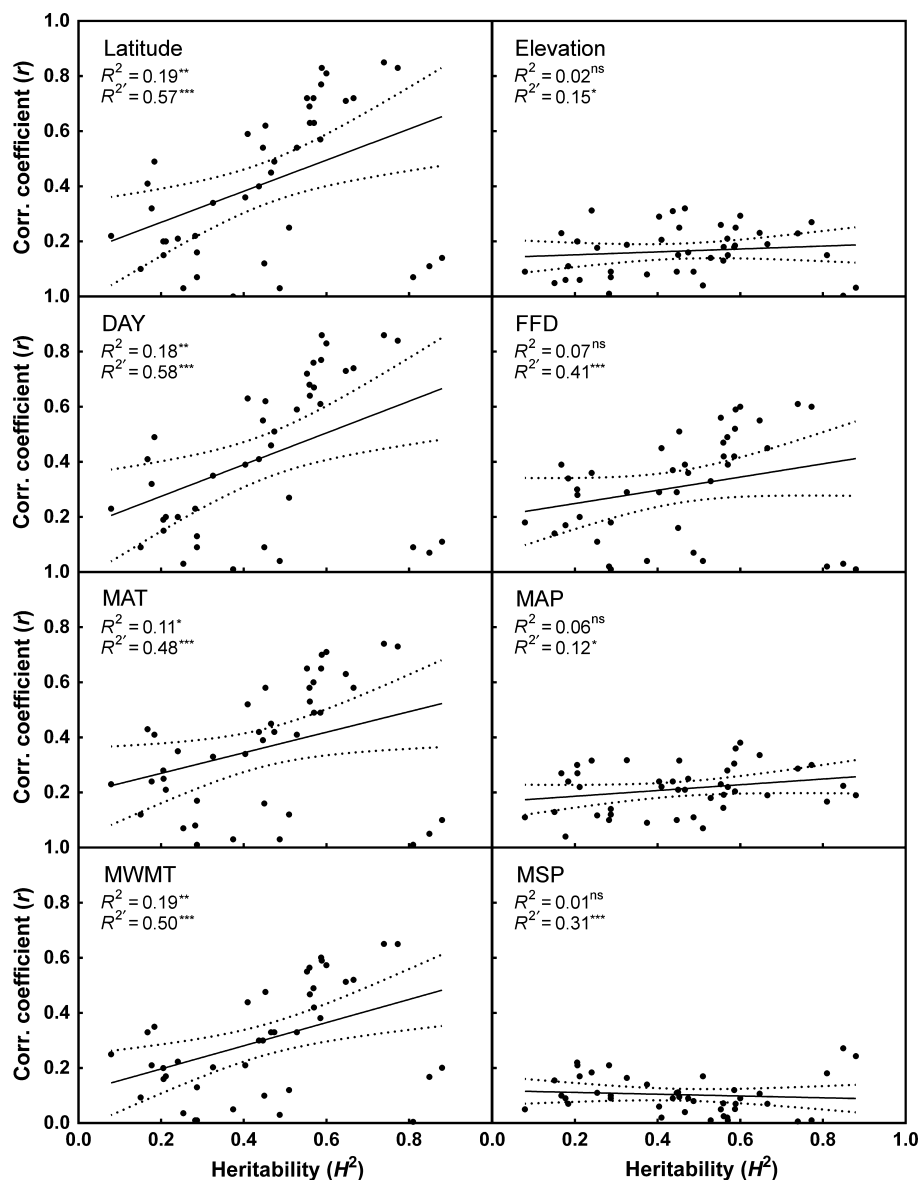 1.0
Latitude
R² = 0.19**
R²′ = 0.57***
0.8
0.6
0.4
0.2
1.0
Corr. coefficient (r)
Elevation
R² = 0.02ns
R²′ = 0.15*
DAY
R² = 0.18**
R²′ = 0.58***
0.8
0.6
0.4
0.2
1.0
Corr. coefficient (r)
FFD
R² = 0.07ns
R²′ = 0.41***
MAT
R² = 0.11*
R²′ = 0.48***
0.8
0.6
0.4
0.2
1.0
Corr. coefficient (r)
MAP
R² = 0.06ns
R²′ = 0.12*
MWMT
R² = 0.19**
R²′ = 0.50***
0.8
0.6
0.4
0.2
0.0
Corr. coefficient (r)
MSP
R² = 0.01ns
R²′ = 0.31***
0.2 0.4 0.6 0.8 0.0 0.2 0.4 0.6 0.8 1.0
Heritability (H²) Heritability (H²)